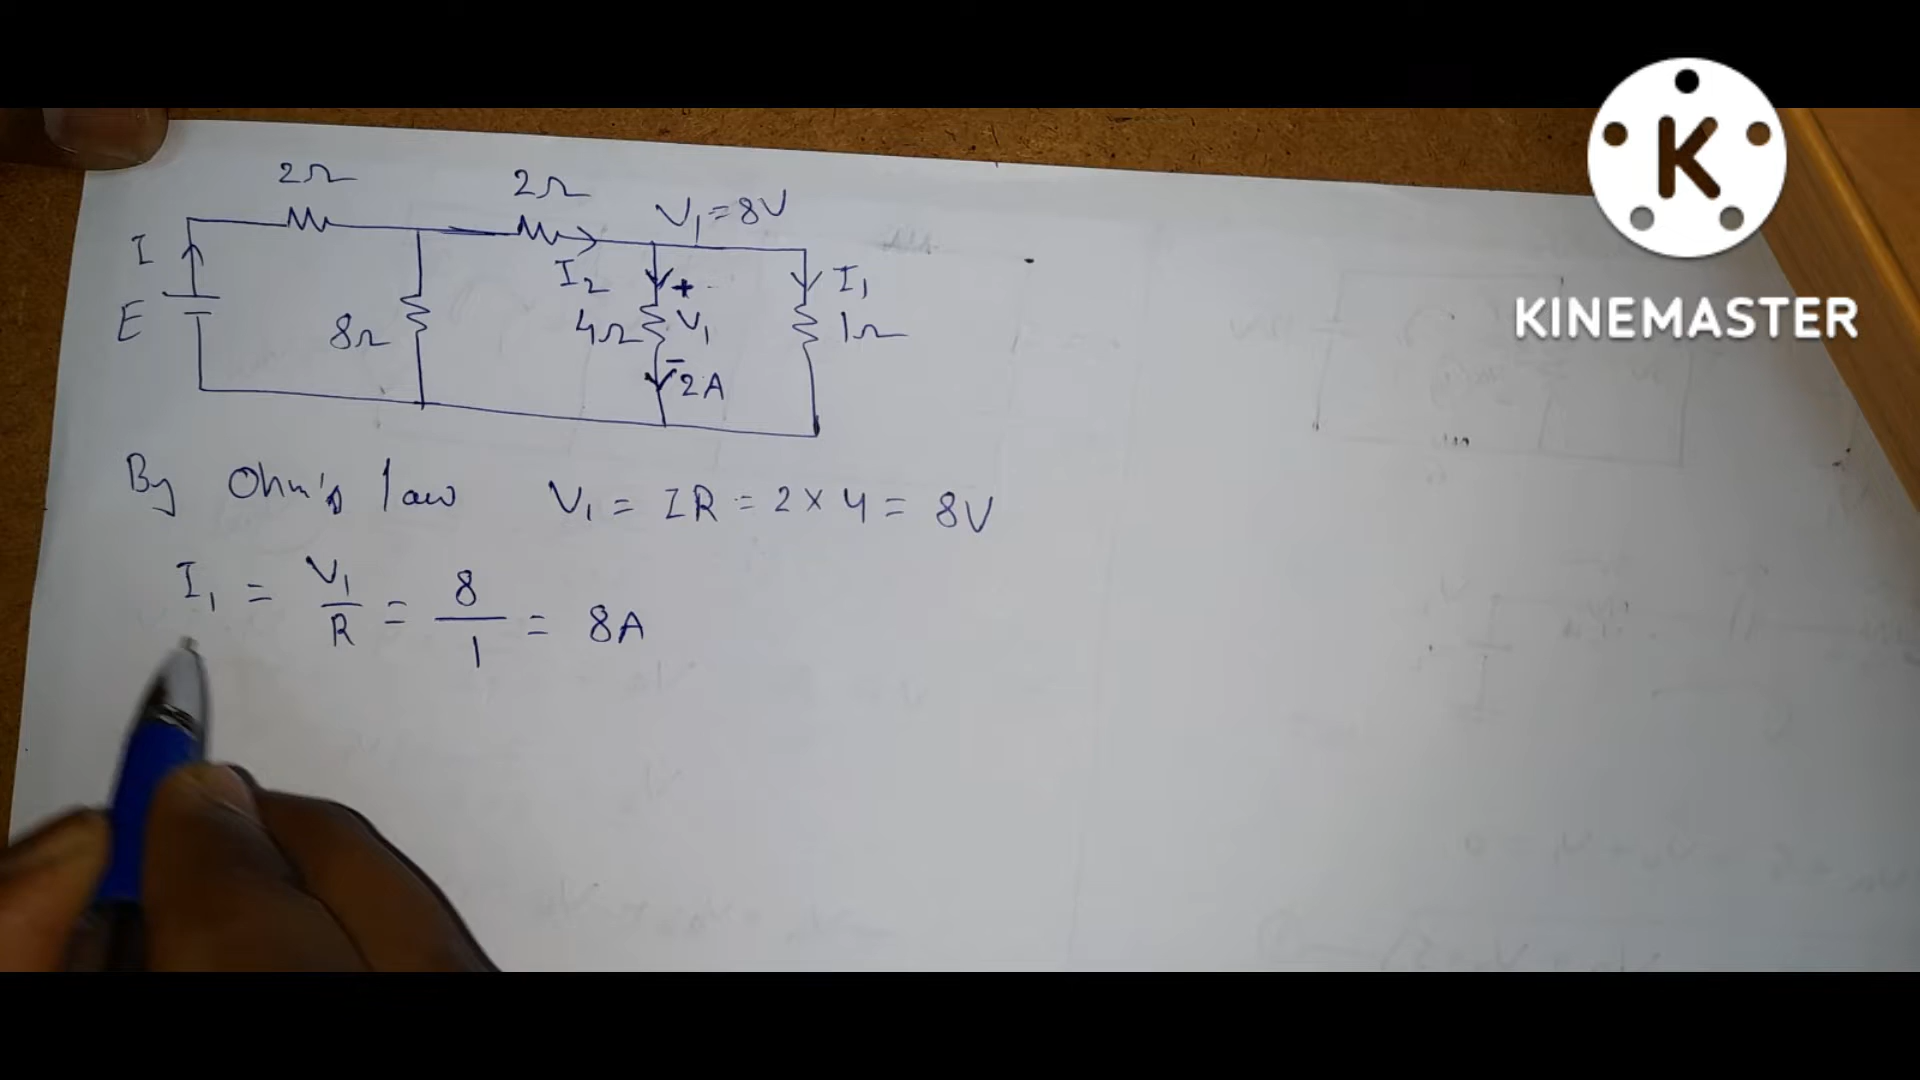 2Ω
2Ω
V₁=8V
I
I₂
+
I₁
E
8Ω
4Ω
V₁
1Ω
-
2A
By Ohm's law V₁ = IR = 2 × 4 = 8V
I₁ = V₁/R = 8/1 = 8A
K
KINEMASTER